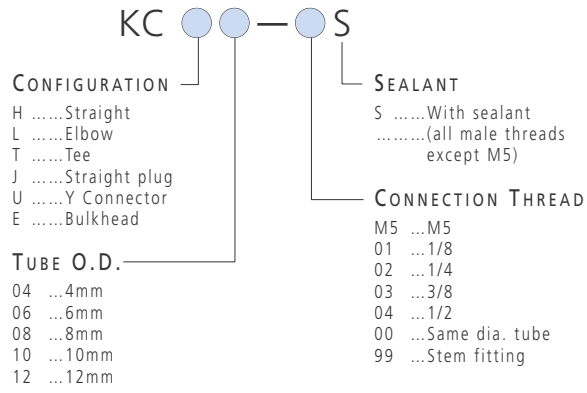 KC — S
CONFIGURATION
H ......Straight
L ......Elbow
T ......Tee
J ......Straight plug
U ......Y Connector
E ......Bulkhead
TUBE O.D.
04 ...4mm
06 ...6mm
08 ...8mm
10 ...10mm
12 ...12mm
SEALANT
S ......With sealant
.........(all male threads
except M5)
CONNECTION THREAD
M5 ...M5
01 ...1/8
02 ...1/4
03 ...3/8
04 ...1/2
00 ...Same dia. tube
99 ...Stem fitting